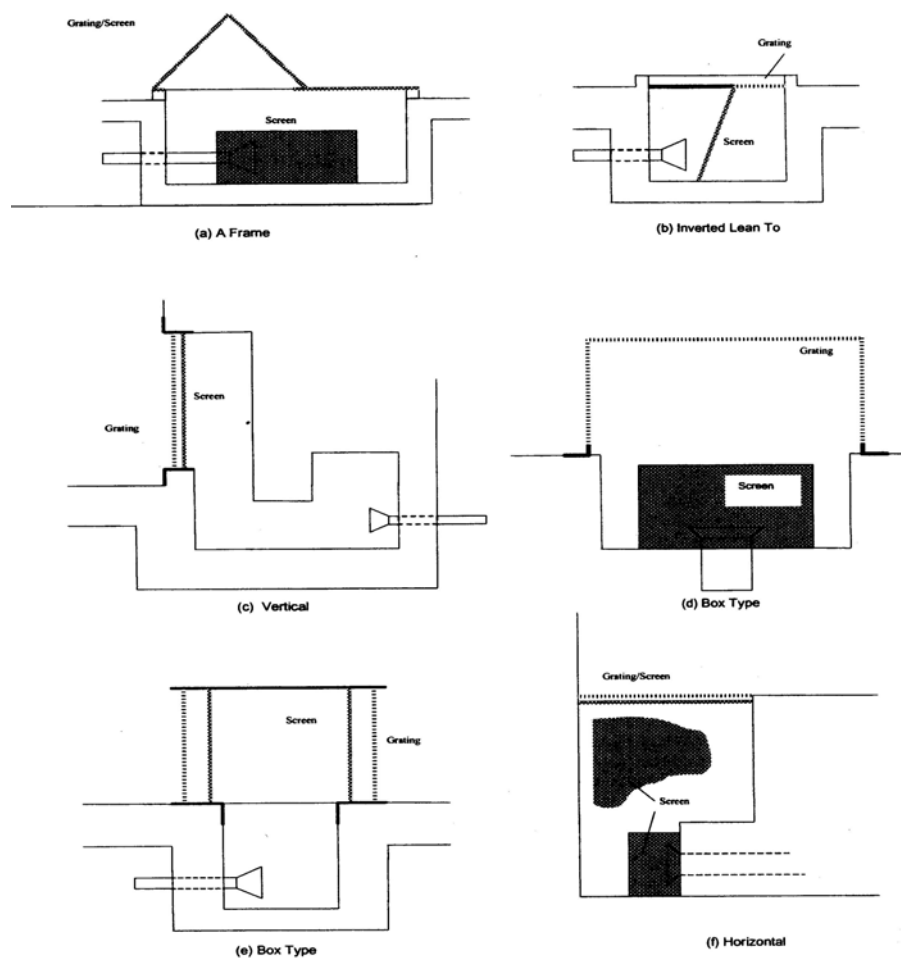 Grating/Screen
Screen
(a) A Frame
Grating
Screen
(b) Inverted Lean To
Screen
Grating
(c) Vertical
Grating
Screen
(d) Box Type
Screen
Grating
(e) Box Type
Grating/Screen
Screen
(f) Horizontal